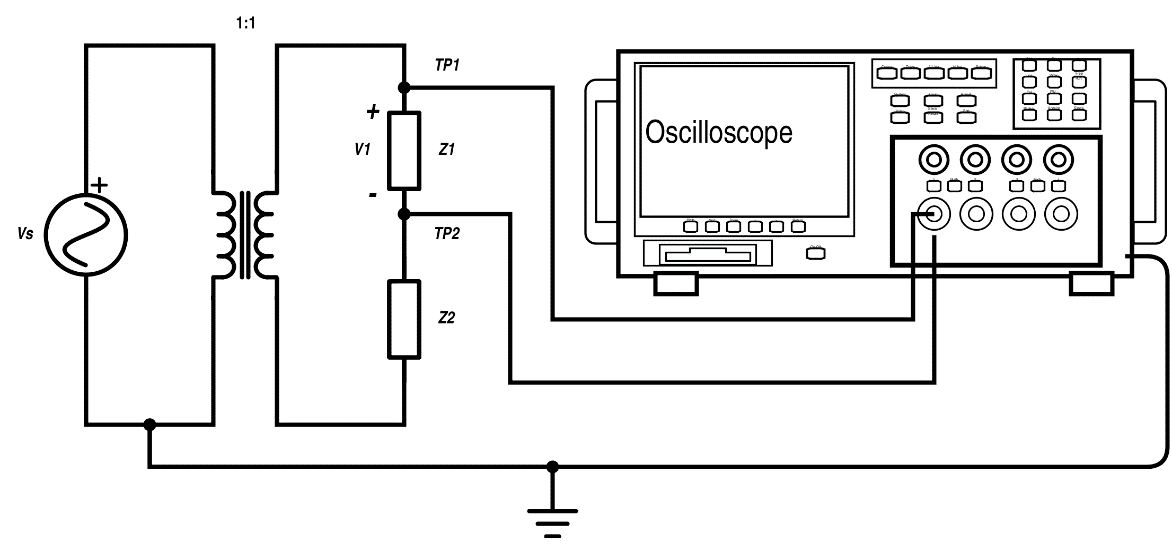 1:1
TP1
+
V1
Z1
-
TP2
+
Vs
Z2
Oscilloscope